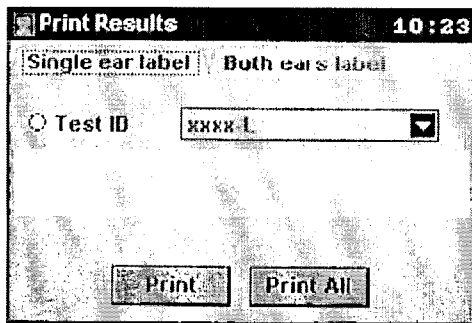 Print Results 10:23
Single ear label Both ears label
Test ID xxxx-L
Print Print All